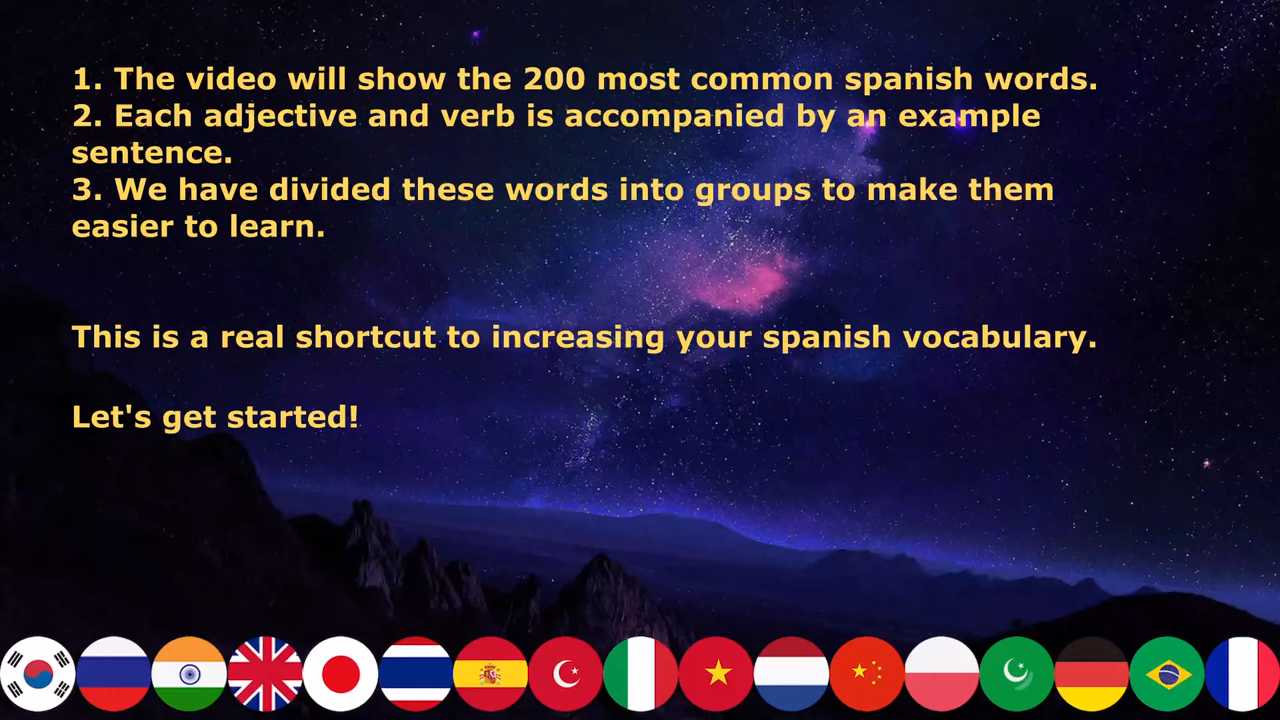 1. The video will show the 200 most common spanish words.
2. Each adjective and verb is accompanied by an example
sentence.
3. We have divided these words into groups to make them
easier to learn.
This is a real shortcut to increasing your spanish vocabulary.
Let's get started!